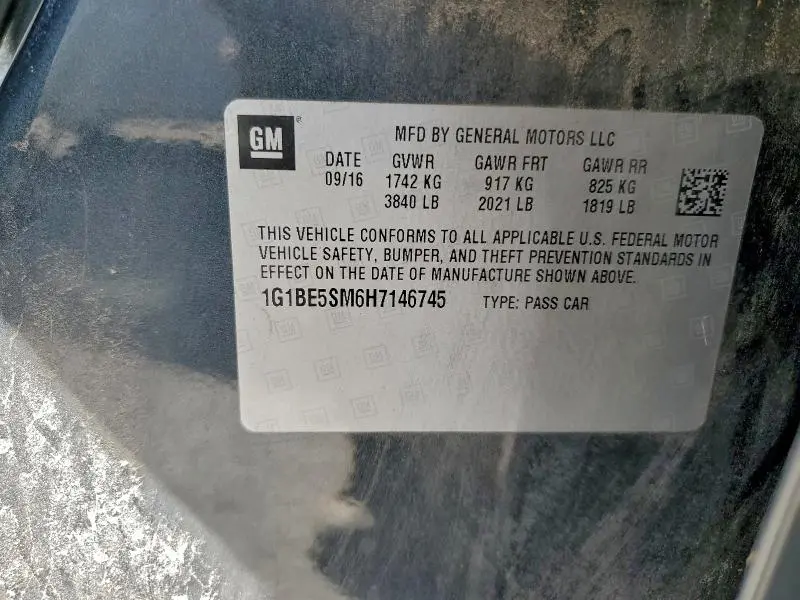 GM ®
MFD BY GENERAL MOTORS LLC
DATE GVWR GAWR FRT GAWR RR
09/16 1742 KG 917 KG 825 KG
3840 LB 2021 LB 1819 LB
THIS VEHICLE CONFORMS TO ALL APPLICABLE U.S. FEDERAL MOTOR
VEHICLE SAFETY, BUMPER, AND THEFT PREVENTION STANDARDS IN
EFFECT ON THE DATE OF MANUFACTURE SHOWN ABOVE.
1G1BE5SM6H7146745 TYPE: PASS CAR